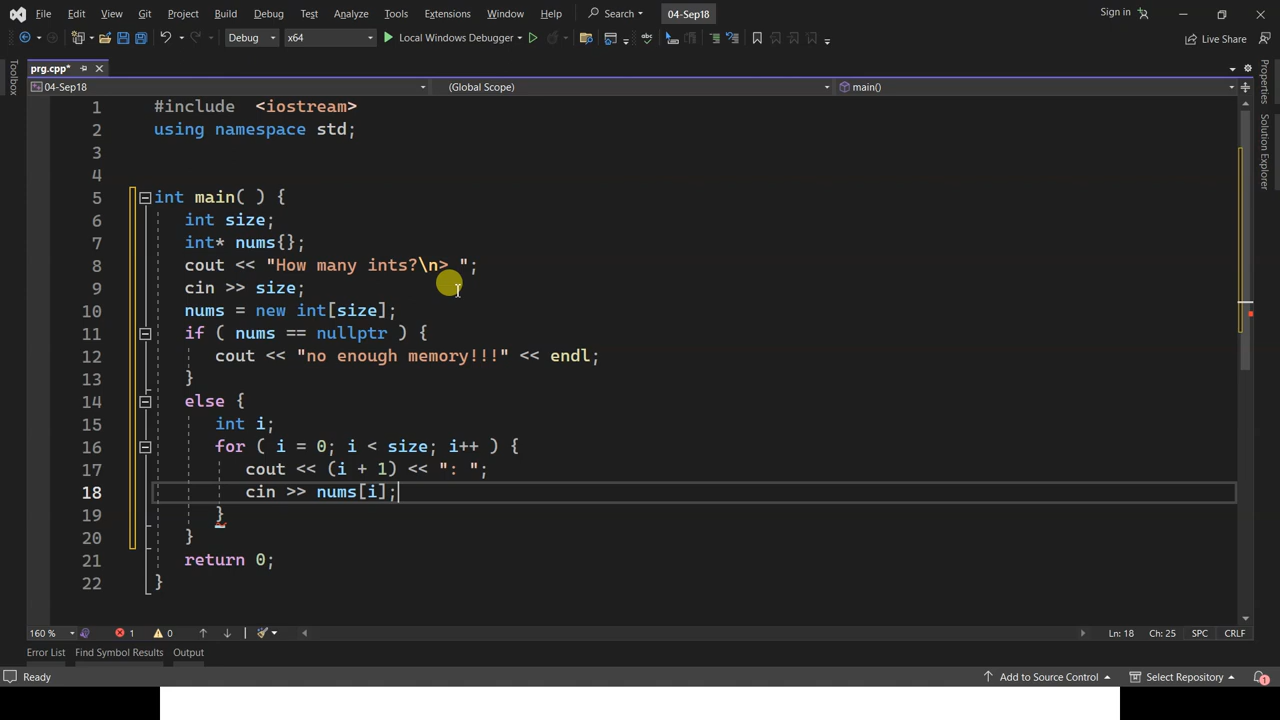 File Edit View Git Project Build Debug Test Analyze Tools Extensions Window Help Search 04-Sep18 Sign in
Debug x64 Local Windows Debugger Live Share
prg.cpp*
04-Sep18 (Global Scope) main()
Toolbox
Properties
Solution Explorer
1 #include <iostream>
2 using namespace std;
3
4
5 int main( ) {
6 int size;
7 int* nums{};
8 cout << "How many ints?\n> ";
9 cin >> size;
10 nums = new int[size];
11 if ( nums == nullptr ) {
12 cout << "no enough memory!!!" << endl;
13 }
14 else {
15 int i;
16 for ( i = 0; i < size; i++ ) {
17 cout << (i + 1) << ": ";
18 cin >> nums[i];
19 }
20 }
21 return 0;
22 }
160 % 1 0 Ln: 18 Ch: 25 SPC CRLF
Error List Find Symbol Results Output
Ready Add to Source Control Select Repository 1